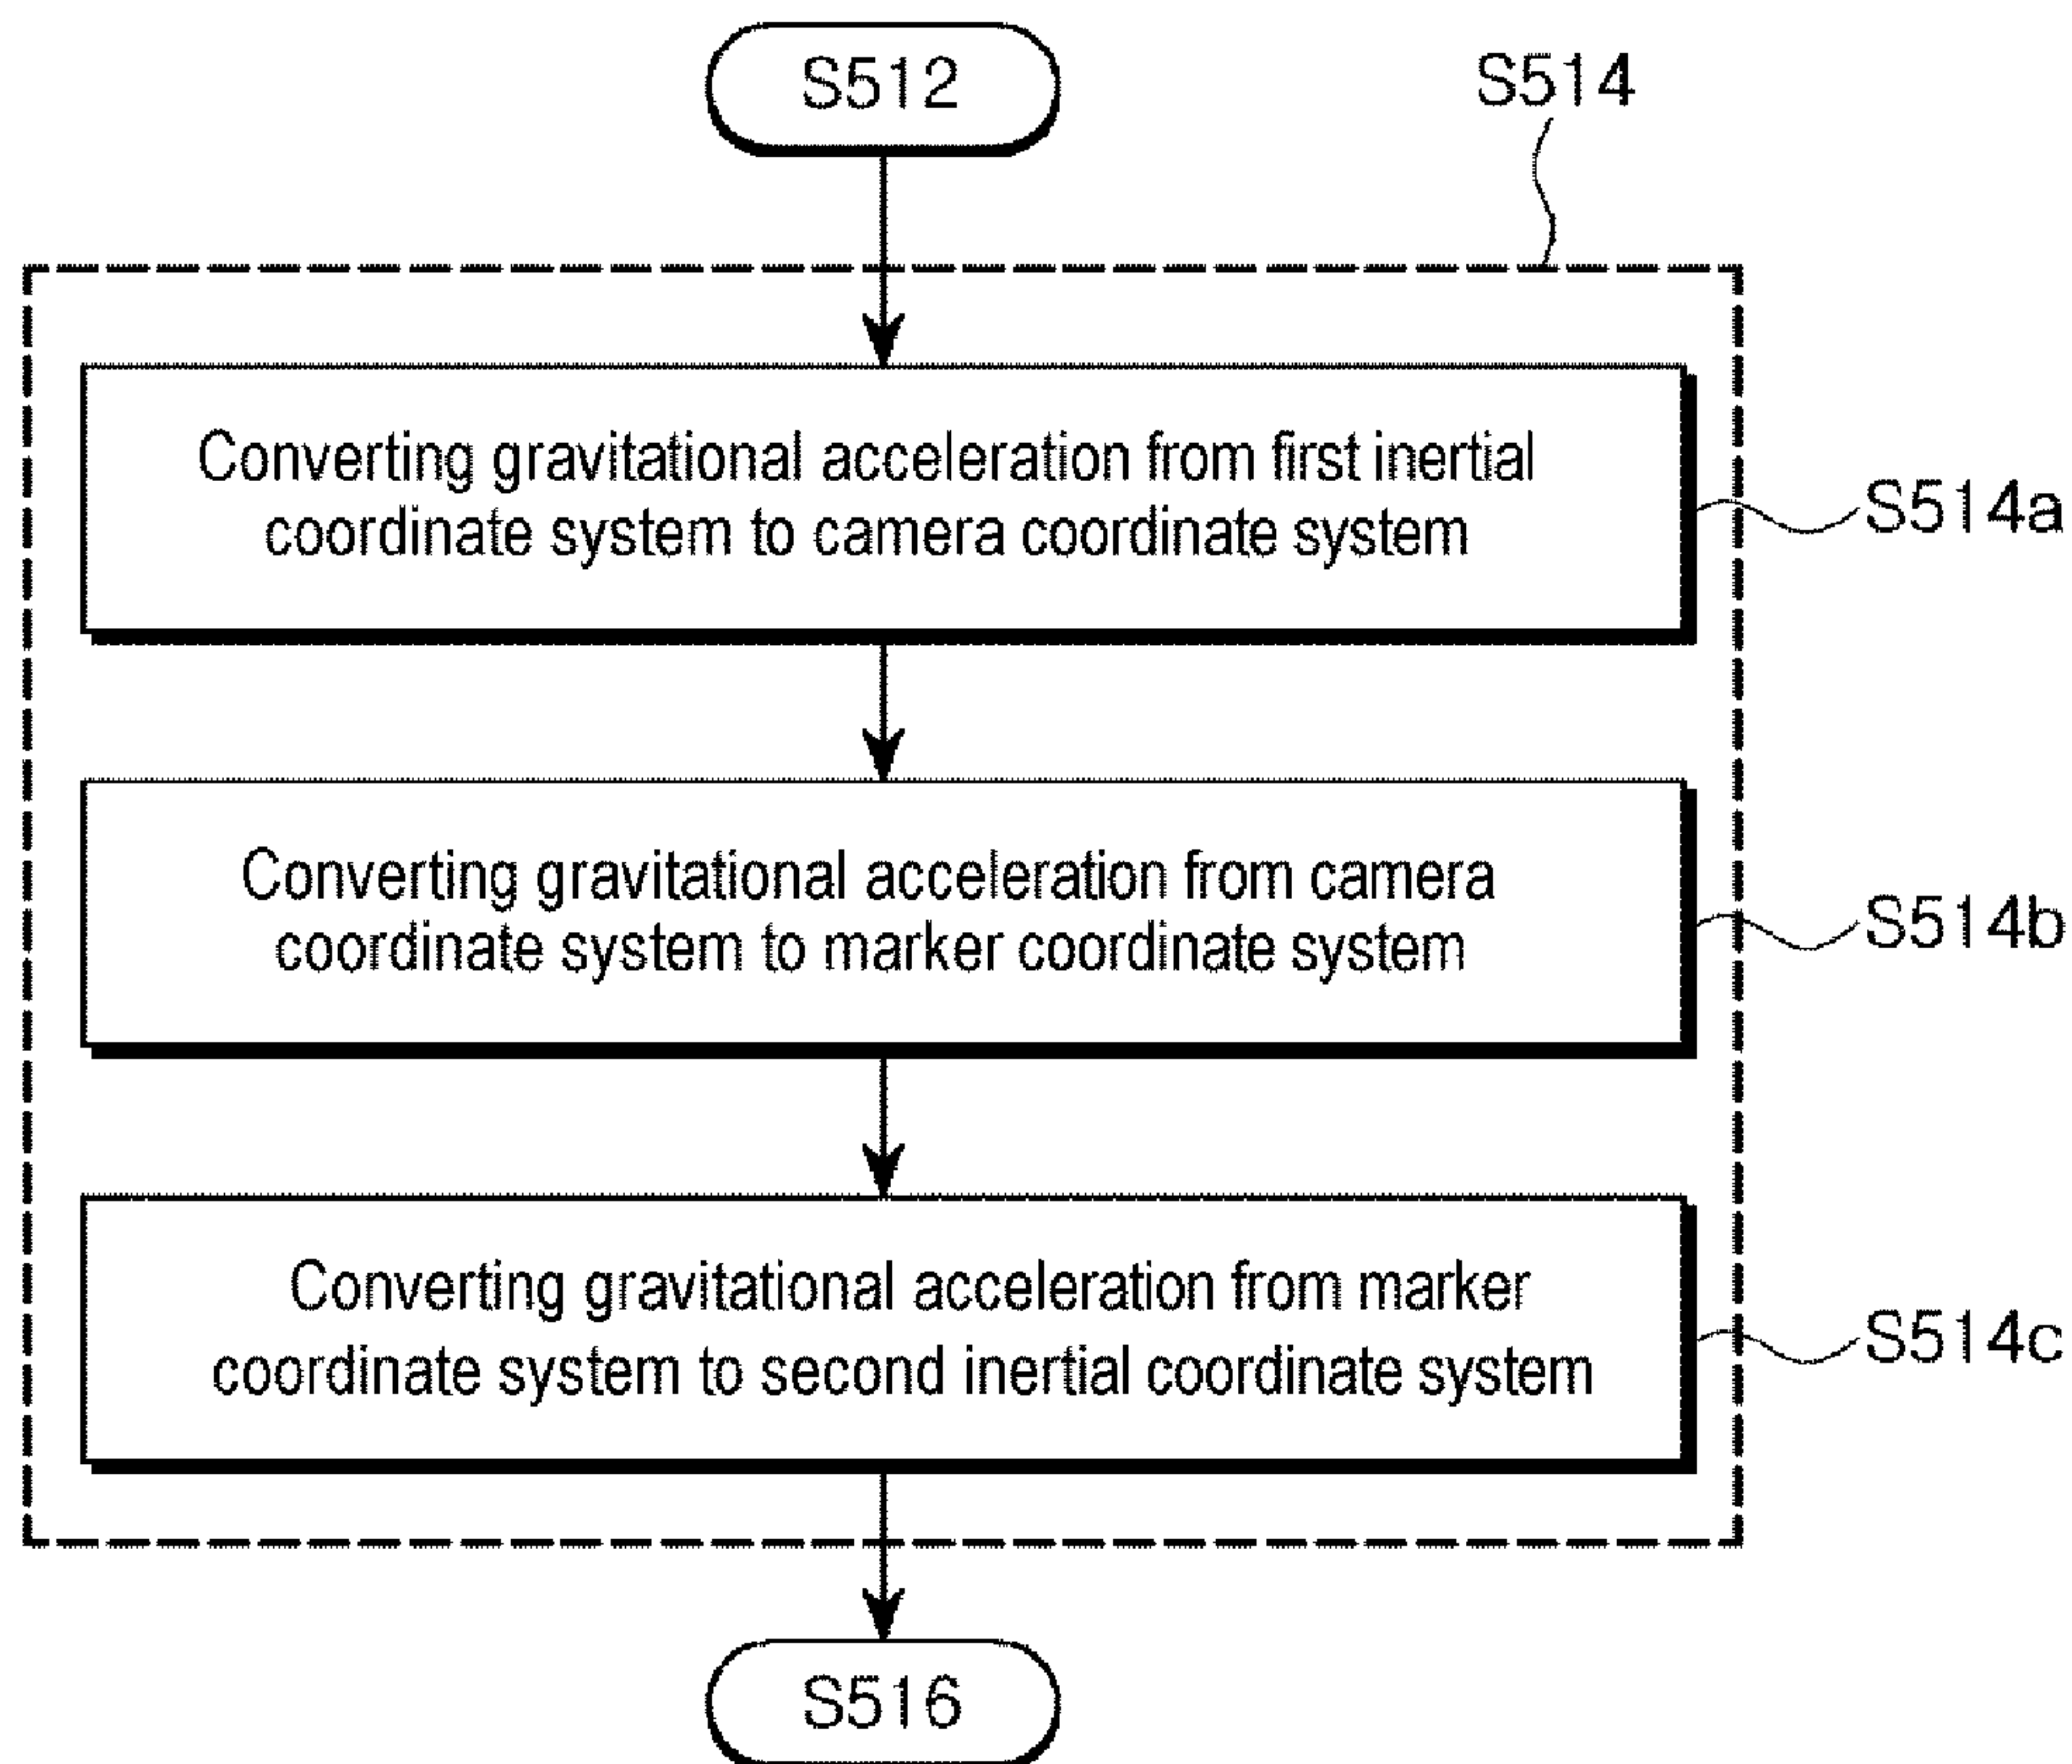 S512
S514
Converting gravitational acceleration from first inertial
coordinate system to camera coordinate system
S514a
Converting gravitational acceleration from camera
coordinate system to marker coordinate system
S514b
Converting gravitational acceleration from marker
coordinate system to second inertial coordinate system
S514c
S516